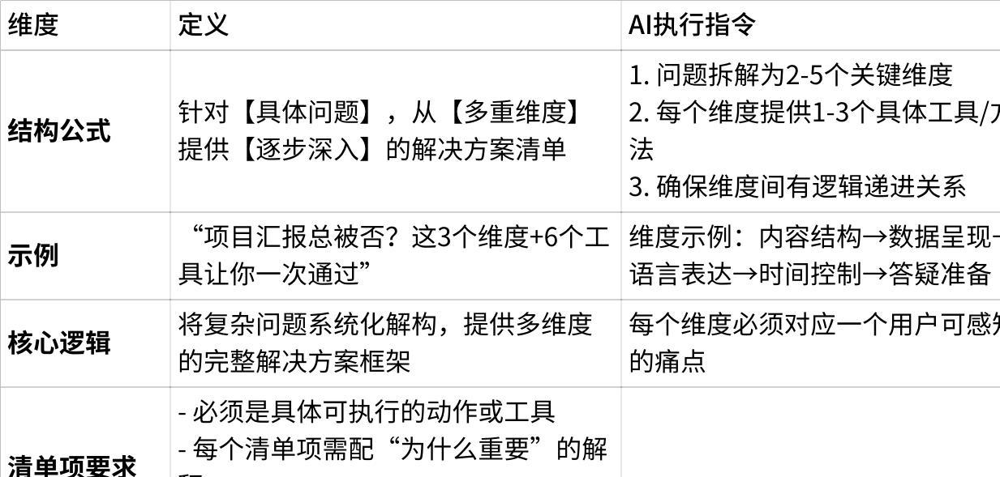 维度
定义
AI执行指令
结构公式
针对【具体问题】，从【多重维度】
提供【逐步深入】的解决方案清单
1. 问题拆解为2-5个关键维度
2. 每个维度提供1-3个具体工具/方
法
3. 确保维度间有逻辑递进关系
示例
“项目汇报总被否？这3个维度+6个工
具让你一次通过”
维度示例：内容结构→数据呈现→
语言表达→时间控制→答疑准备
核心逻辑
将复杂问题系统化解构，提供多维度
的完整解决方案框架
每个维度必须对应一个用户可感知
的痛点
清单项要求
- 必须是具体可执行的动作或工具
- 每个清单项需配“为什么重要”的解